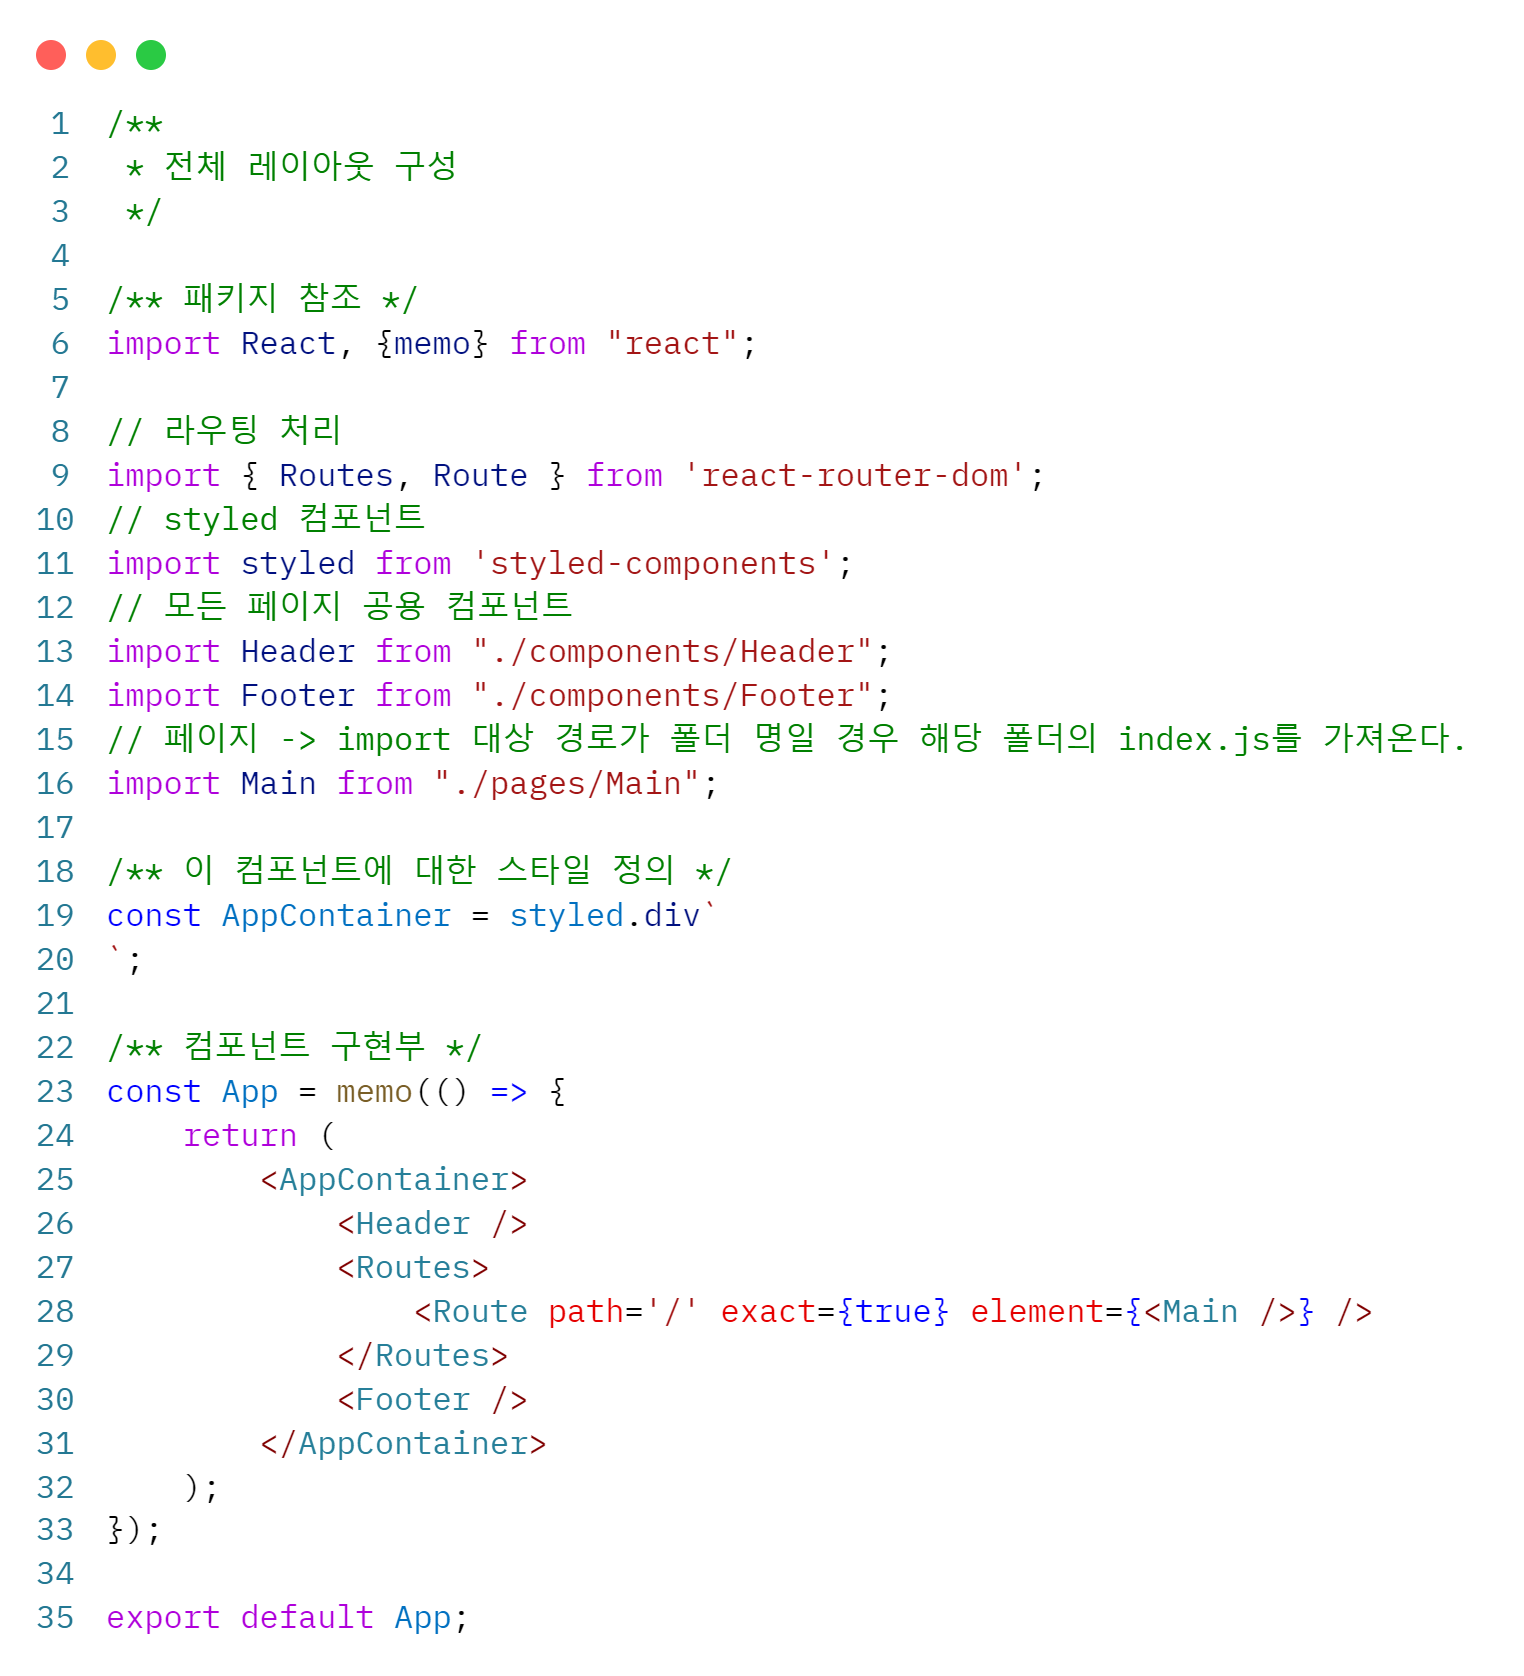 1 /**
2  * 전체 레이아웃 구성
3  */
4
5 /** 패키지 참조 */
6 import React, {memo} from "react";
7
8 // 라우팅 처리
9 import { Routes, Route } from 'react-router-dom';
10 // styled 컴포넌트
11 import styled from 'styled-components';
12 // 모든 페이지 공용 컴포넌트
13 import Header from "./components/Header";
14 import Footer from "./components/Footer";
15 // 페이지 -> import 대상 경로가 폴더 명일 경우 해당 폴더의 index.js를 가져온다.
16 import Main from "./pages/Main";
17
18 /** 이 컴포넌트에 대한 스타일 정의 */
19 const AppContainer = styled.div`
20 `;
21
22 /** 컴포넌트 구현부 */
23 const App = memo(() => {
24     return (
25         <AppContainer>
26             <Header />
27             <Routes>
28                 <Route path='/' exact={true} element={<Main />} />
29             </Routes>
30             <Footer />
31         </AppContainer>
32     );
33 });
34
35 export default App;